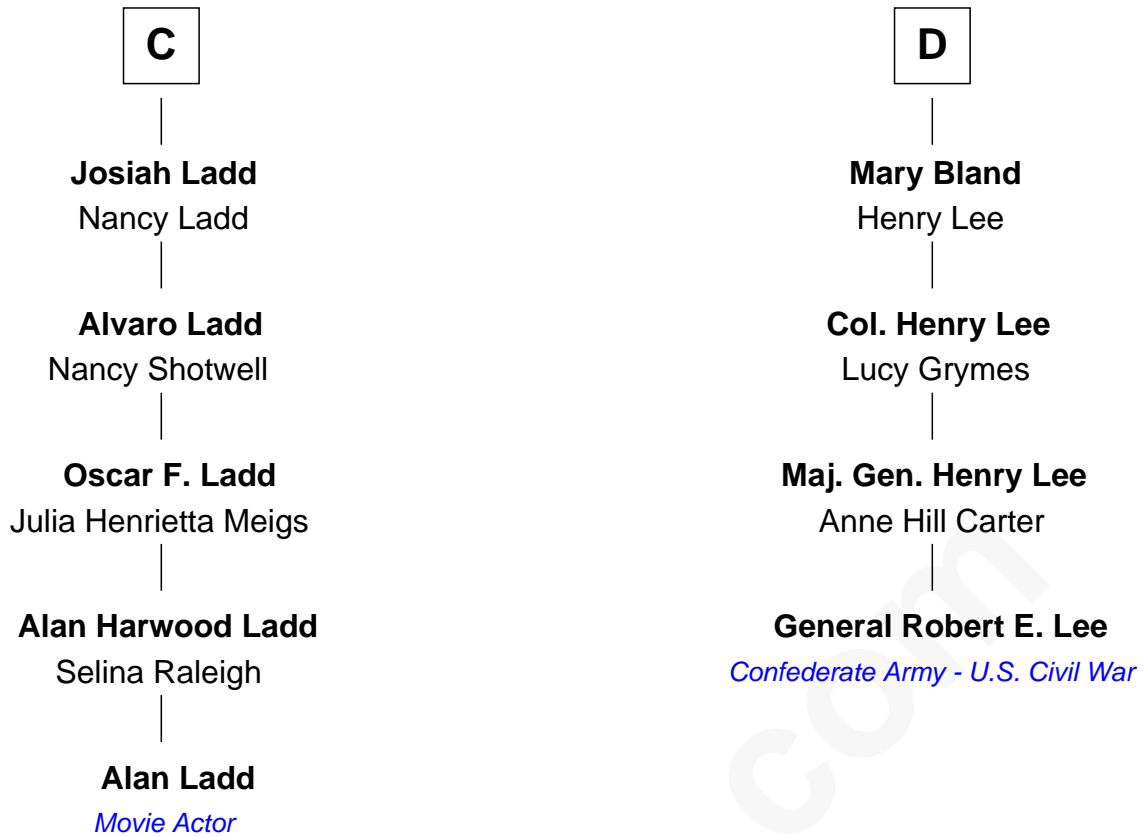 C
Josiah Ladd
Nancy Ladd
Alvaro Ladd
Nancy Shotwell
Oscar F. Ladd
Julia Henrietta Meigs
Alan Harwood Ladd
Selina Raleigh
Alan Ladd
Movie Actor
D
Mary Bland
Henry Lee
Col. Henry Lee
Lucy Grymes
Maj. Gen. Henry Lee
Anne Hill Carter
General Robert E. Lee
Confederate Army - U.S. Civil War
com